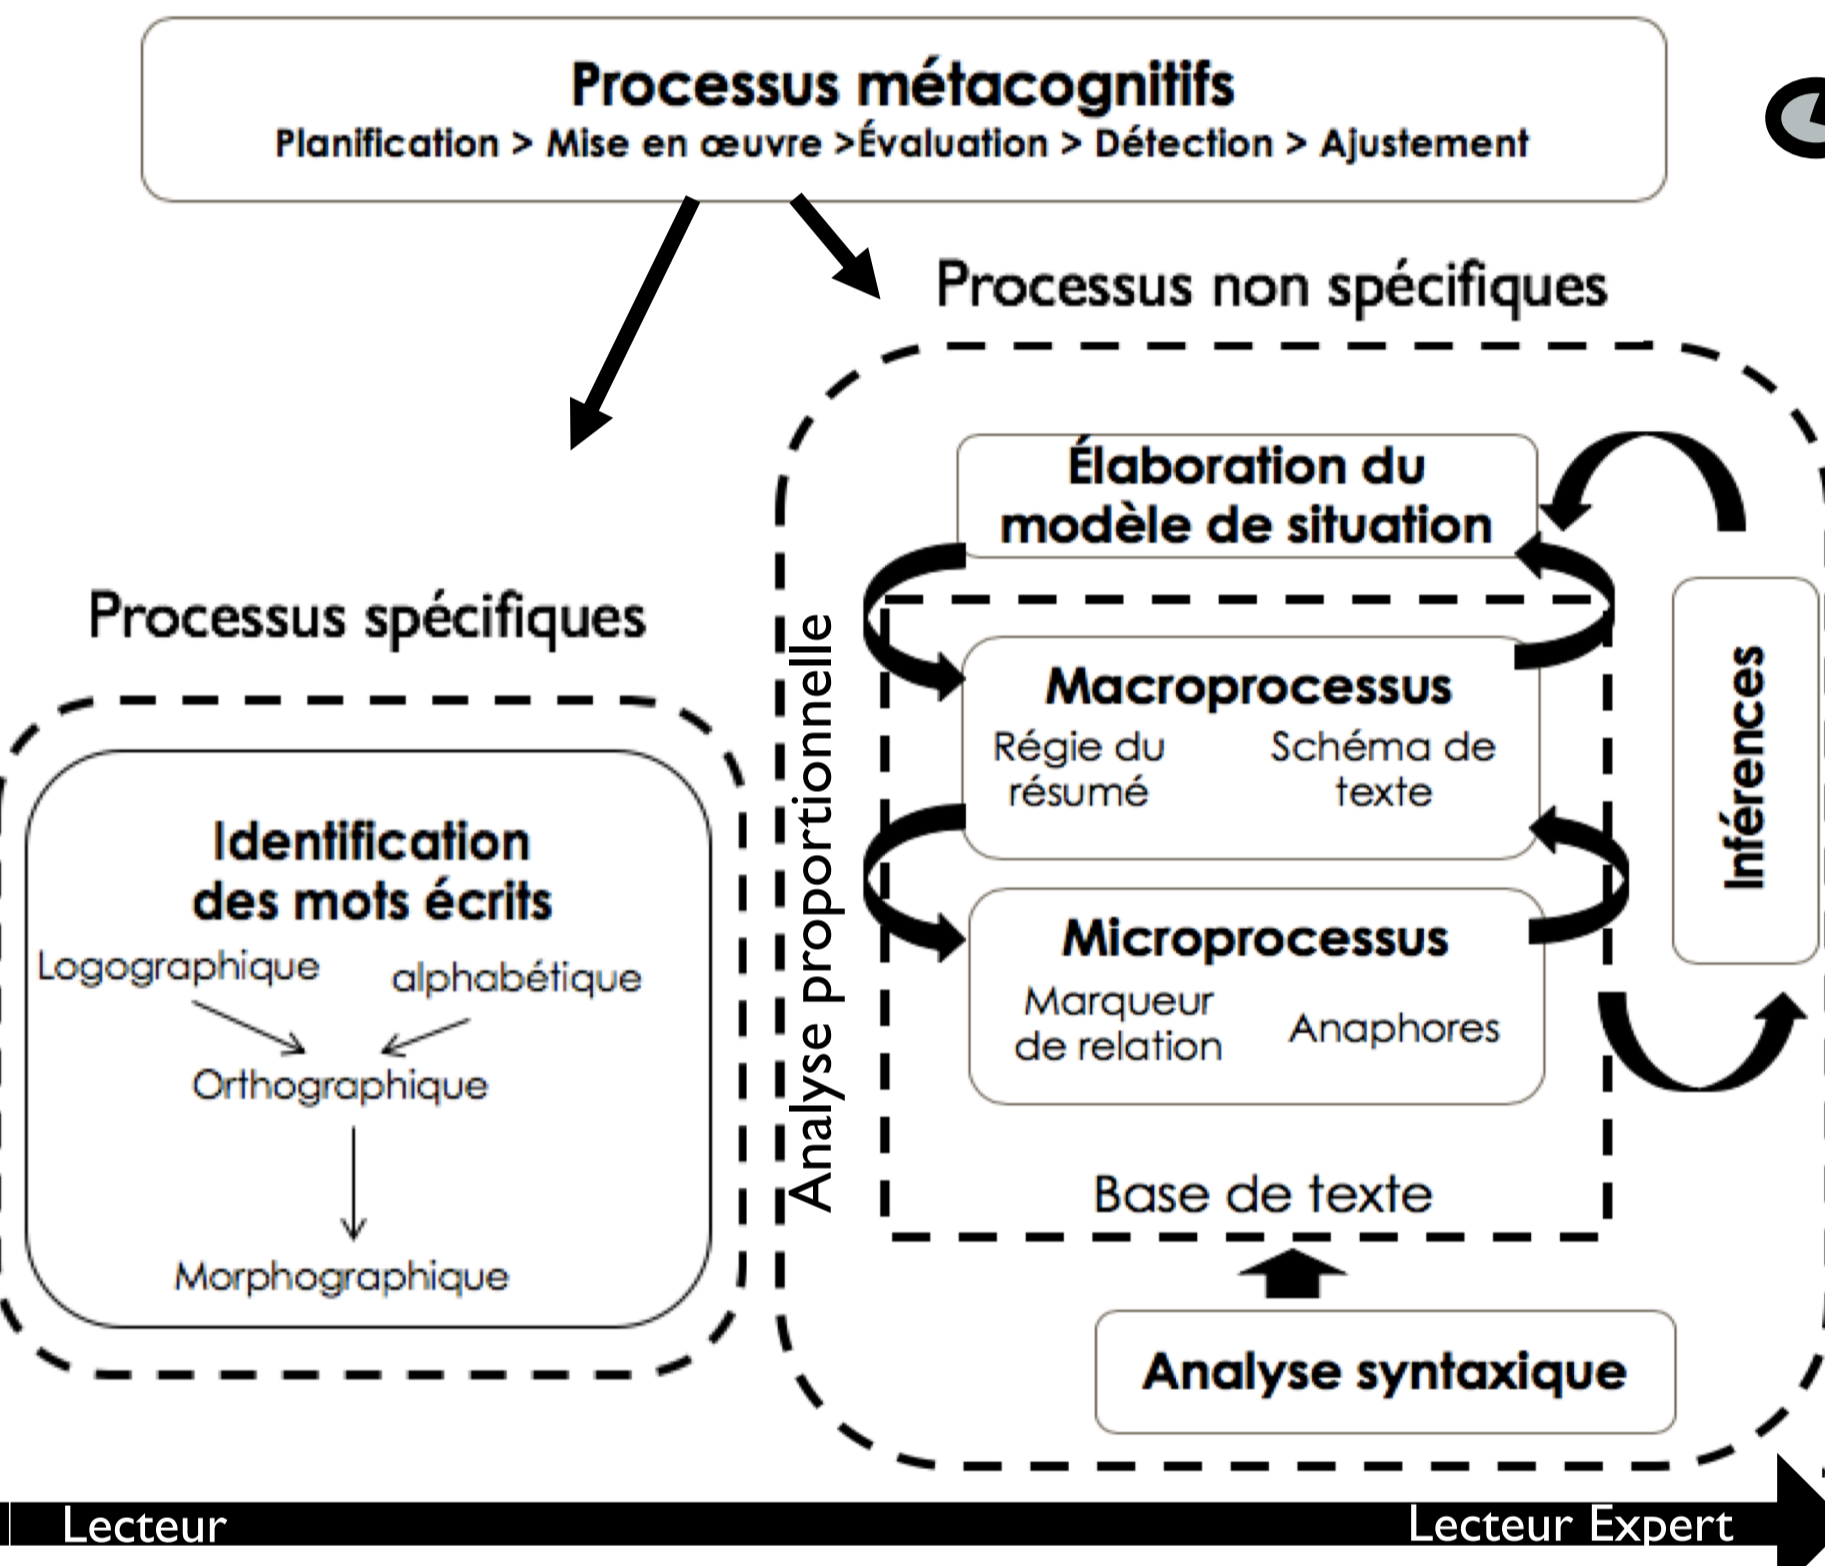 Processus métacognitifs
Planification > Mise en œuvre >Évaluation > Détection > Ajustement
Processus non spécifiques
Élaboration du
modèle de situation
Processus spécifiques
Identification
des mots écrits
Logographique
alphabétique
Orthographique
Morphographique
Analyse proportionnelle
Macroprocessus
Régie du
résumé
Schéma de
texte
Microprocessus
Marqueur
de relation
Anaphores
Inférences
Base de texte
Analyse syntaxique
Lecteur
Lecteur Expert